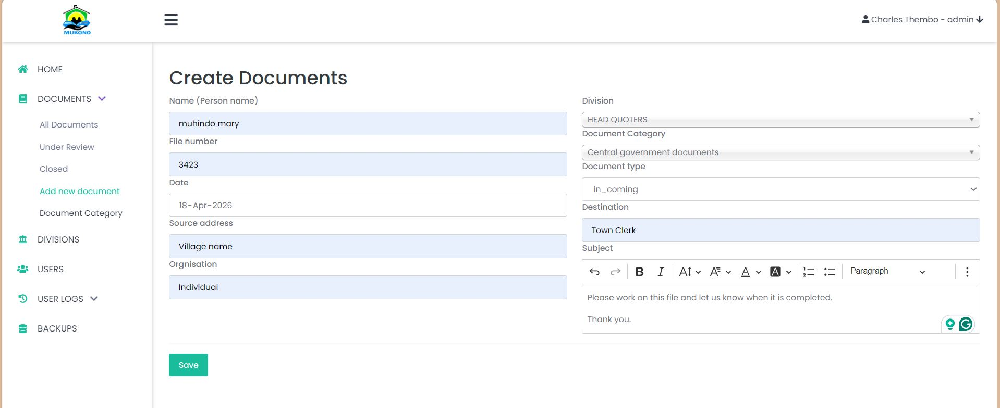 MUKONO
Charles Thembo - admin
HOME
DOCUMENTS
All Documents
Under Review
Closed
Add new document
Document Category
DIVISIONS
USERS
USER LOGS
BACKUPS
Create Documents
Name (Person name)
muhindo mary
File number
3423
Date
18-Apr-2026
Source address
Village name
Orgnisation
Individual
Division
HEAD QUOTERS
Document Category
Central government documents
Document type
in_coming
Destination
Town Clerk
Subject
Paragraph
Please work on this file and let us know when it is completed.
Thank you.
Save